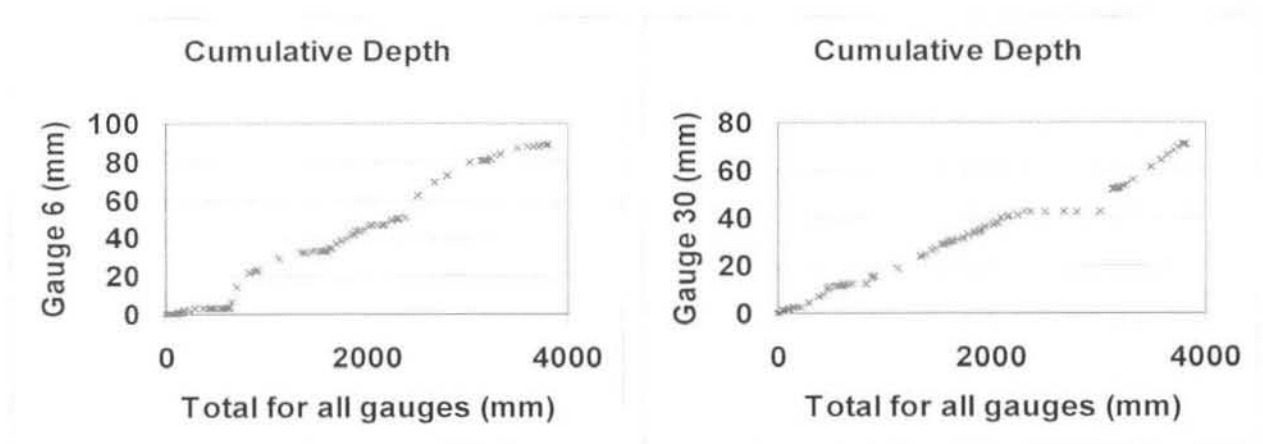 Cumulative Depth
Gauge 6 (mm)
100
80
60
40
20
0
0 2000 4000
Total for all gauges (mm)
Cumulative Depth
Gauge 30 (mm)
80
60
40
20
0
0 2000 4000
Total for all gauges (mm)